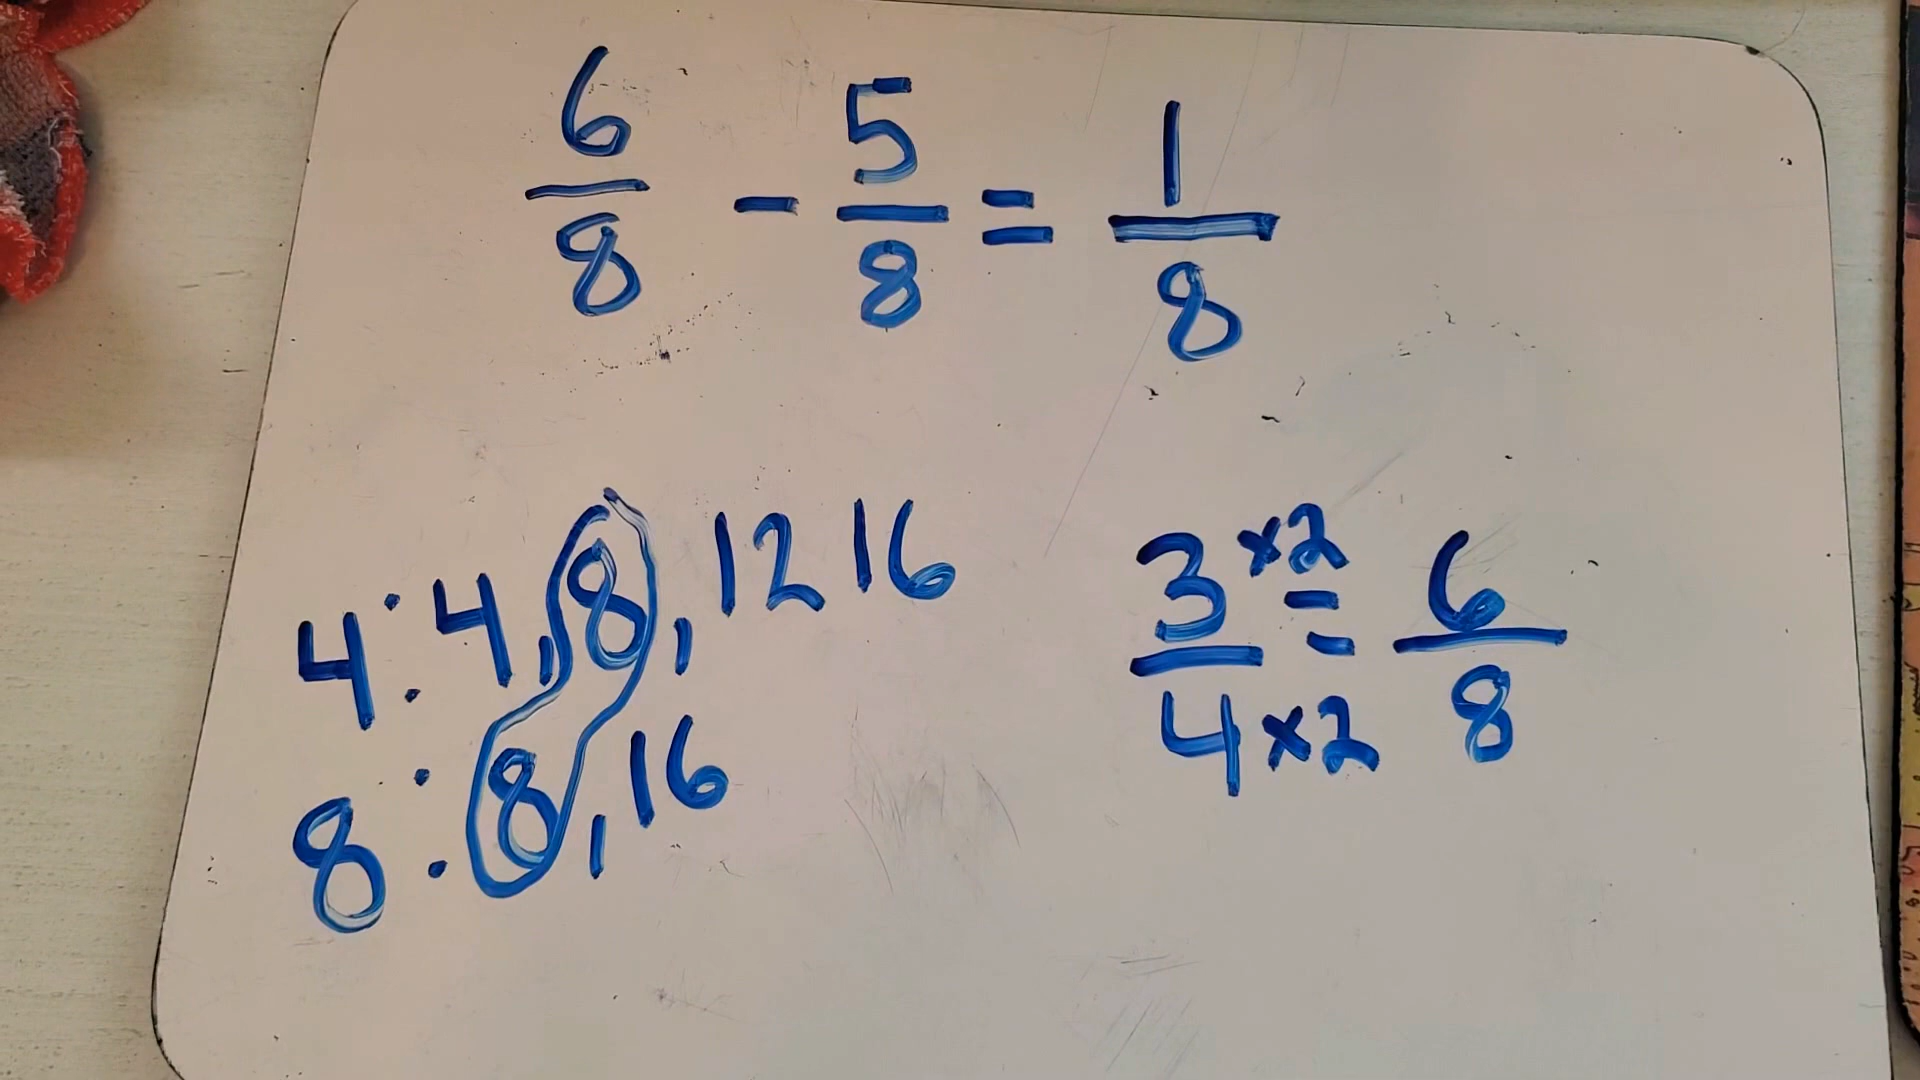 6/8 - 5/8 = 1/8
4: 4, 8, 12 16
8: 8, 16
3×2/4×2 = 6/8